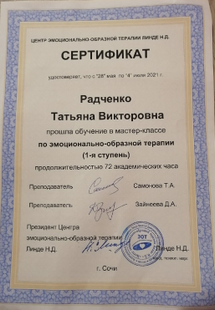 ЦЕНТР ЭМОЦИОНАЛЬНО-ОБРАЗНОЙ ТЕРАПИИ ЛИНДЕ Н.Д.
СЕРТИФИКАТ
удостоверяет, что с "28" мая по "4" июля 2021 г.
Радченко
Татьяна Викторовна
прошла обучение в мастер-классе
по эмоционально-образной терапии
(1-я ступень)
продолжительностью 72 академических часа
Преподаватель Самонова Т.А.
Преподаватель Зайнеева Д.А.
Президент Центра
эмоционально-образной терапии
Линде Н.Д. Линде Н.Д.
г. Сочи